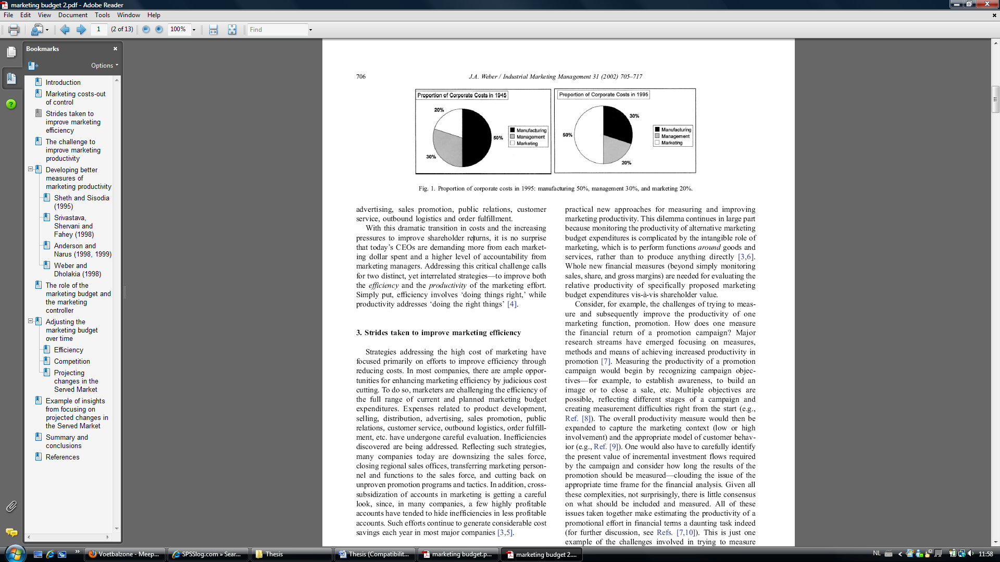 marketing budget 2.pdf - Adobe Reader
File Edit View Document Tools Window Help
1 (2 of 13) 100% Find
Bookmarks
Options
Introduction
Marketing costs-out
of control
Strides taken to
improve marketing
efficiency
The challenge to
improve marketing
productivity
Developing better
measures of
marketing productivity
Sheth and Sisodia
(1995)
Srivastava,
Shervani and
Fahey (1998)
Anderson and
Narus (1998, 1999)
Weber and
Dholakia (1998)
The role of the
marketing budget and
the marketing
controller
Adjusting the
marketing budget
over time
Efficiency
Competition
Projecting
changes in the
Served Market
Example of insights
from focusing on
projected changes in
the Served Market
Summary and
conclusions
References
706 J.A. Weber / Industrial Marketing Management 31 (2002) 705–717
Proportion of Corporate Costs in 1945
20%
50%
30%
Manufacturing
Management
Marketing
Proportion of Corporate Costs in 1995
30%
50%
20%
Manufacturing
Management
Marketing
Fig. 1. Proportion of corporate costs in 1995: manufacturing 50%, management 30%, and marketing 20%.
advertising, sales promotion, public relations, customer
service, outbound logistics and order fulfillment.
With this dramatic transition in costs and the increasing
pressures to improve shareholder returns, it is no surprise
that today's CEOs are demanding more from each market-
ing dollar spent and a higher level of accountability from
marketing managers. Addressing this critical challenge calls
for two distinct, yet interrelated strategies—to improve both
the efficiency and the productivity of the marketing effort.
Simply put, efficiency involves ‘doing things right,’ while
productivity addresses ‘doing the right things’ [4].
3. Strides taken to improve marketing efficiency
Strategies addressing the high cost of marketing have
focused primarily on efforts to improve efficiency through
reducing costs. In most companies, there are ample oppor-
tunities for enhancing marketing efficiency by judicious cost
cutting. To do so, marketers are challenging the efficiency of
the full range of current and planned marketing budget
expenditures. Expenses related to product development,
selling, distribution, advertising, sales promotion, public
relations, customer service, outbound logistics, order fulfill-
ment, etc. have undergone careful evaluation. Inefficiencies
discovered are being addressed. Reflecting such strategies,
many companies today are downsizing the sales force,
closing regional sales offices, transferring marketing person-
nel and functions to the sales force, and cutting back on
unproven promotion programs and tactics. In addition, cross-
subsidization of accounts in marketing is getting a careful
look, since, in many companies, a few highly profitable
accounts have tended to hide inefficiencies in less profitable
accounts. Such efforts continue to generate considerable cost
savings each year in most major companies [3,5].
practical new approaches for measuring and improving
marketing productivity. This dilemma continues in large part
because monitoring the productivity of alternative marketing
budget expenditures is complicated by the intangible role of
marketing, which is to perform functions around goods and
services, rather than to produce anything directly [3,6].
Whole new financial measures (beyond simply monitoring
sales, share, and gross margins) are needed for evaluating the
relative productivity of specifically proposed marketing
budget expenditures vis-à-vis shareholder value.
Consider, for example, the challenges of trying to meas-
ure and subsequently improve the productivity of one
marketing function, promotion. How does one measure
the financial return of a promotion campaign? Major
research streams have emerged focusing on measures,
methods and means of achieving increased productivity in
promotion [7]. Measuring the productivity of a promotion
campaign would begin by recognizing campaign objec-
tives—for example, to establish awareness, to build an
image or to close a sale, etc. Multiple objectives are
possible, reflecting different stages of a campaign and
creating measurement difficulties right from the start (e.g.,
Ref. [8]). The overall productivity measure would then be
expanded to capture the marketing context (low or high
involvement) and the appropriate model of customer behav-
ior (e.g., Ref. [9]). One would also have to carefully identify
the present value of incremental investment flows required
by the campaign and consider how long the results of the
promotion should be measured—clouding the issue of the
appropriate time frame for the financial analysis. Given all
these complexities, not surprisingly, there is little consensus
on what should be included and measured. All of these
issues taken together make estimating the productivity of a
promotional effort in financial terms a daunting task indeed
(for further discussion, see Refs. [7,10]). This is just one
example of the challenges involved in trying to measure
Voetbalzone - Meep... SPSSlog.com » Sear... Thesis Thesis (Compatibilit... marketing budget.p... marketing budget 2.... NL 11:58